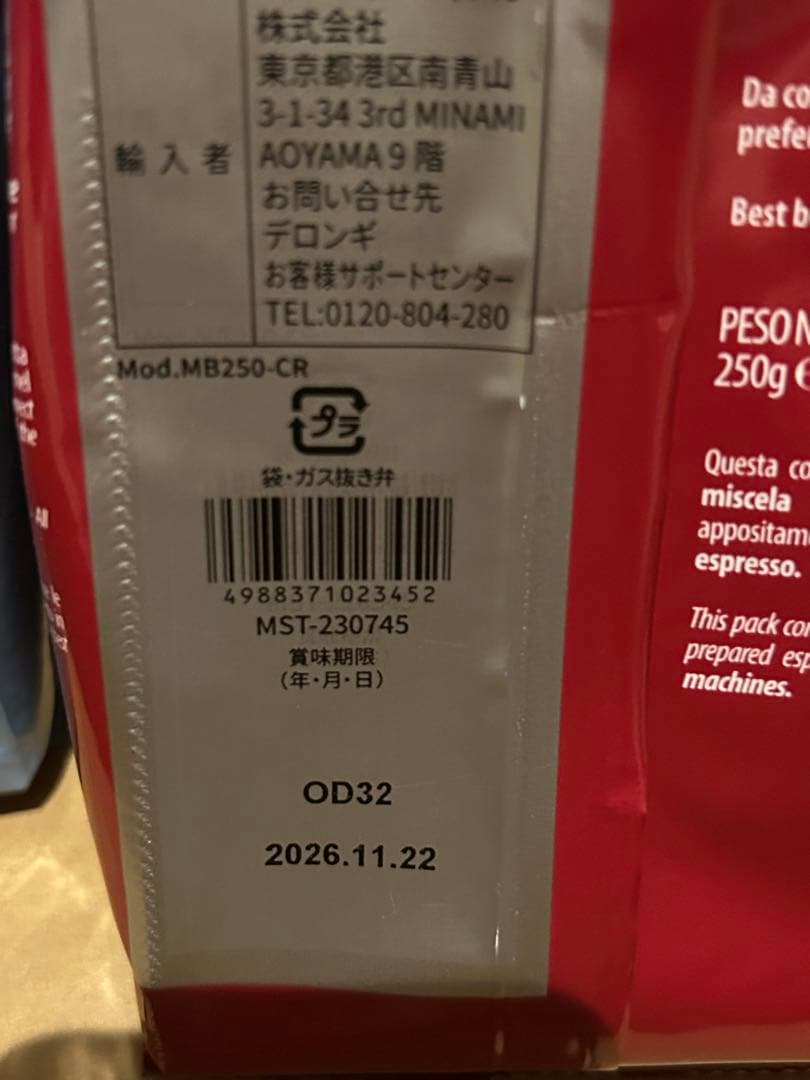 株式会社
東京都港区南青山
3-1-34 3rd MINAMI
輸入者
AOYAMA 9 階
お問い合せ先
デロンギ
お客様サポートセンター
TEL:0120-804-280
Mod.MB250-CR
プラ
袋・ガス抜き弁
4988371023452
MST-230745
賞味期限
(年・月・日)
OD32
2026.11.22
Da co
prefe
Best b
PESO N
250g e
Questa co
miscela
appositam
espresso.
This pack con
prepared esp
machines.